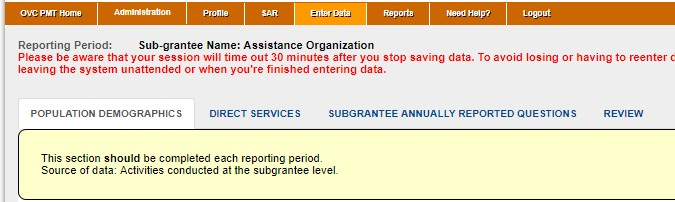 OVC PMT Home Administration Profile SAR Enter Data Reports Need Help? Logout
Reporting Period: Sub-grantee Name: Assistance Organization
Please be aware that your session will time out 30 minutes after you stop saving data. To avoid losing or having to reenter
leaving the system unattended or when you're finished entering data.
POPULATION DEMOGRAPHICS DIRECT SERVICES SUBGRANTEE ANNUALLY REPORTED QUESTIONS REVIEW
This section should be completed each reporting period.
Source of data: Activities conducted at the subgrantee level.